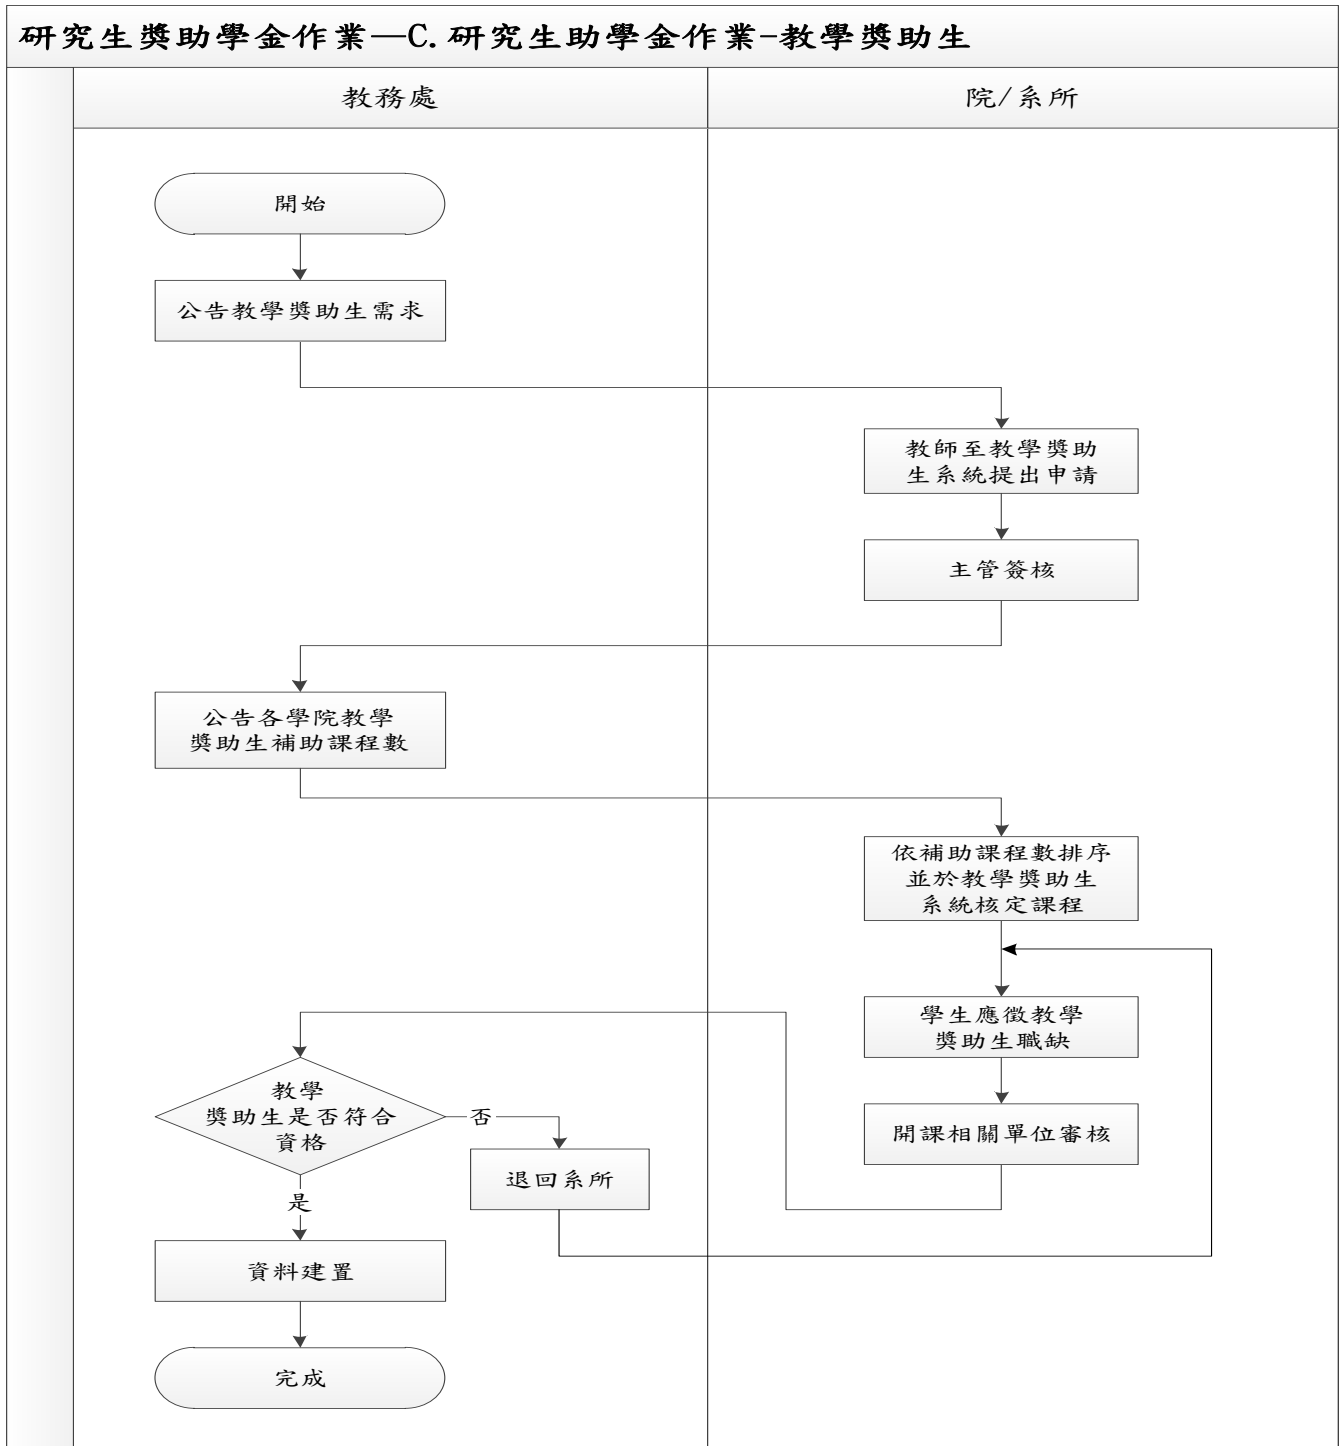 研究生獎助學金作業—C.研究生助學金作業-教學獎助生
教務處
院/系所
開始
公告教學獎助生需求
教師至教學獎助
生系統提出申請
主管簽核
公告各學院教學
獎助生補助課程數
依補助課程數排序
並於教學獎助生
系統核定課程
學生應徵教學
獎助生職缺
開課相關單位審核
教學
獎助生是否符合
資格
否
退回系所
是
資料建置
完成